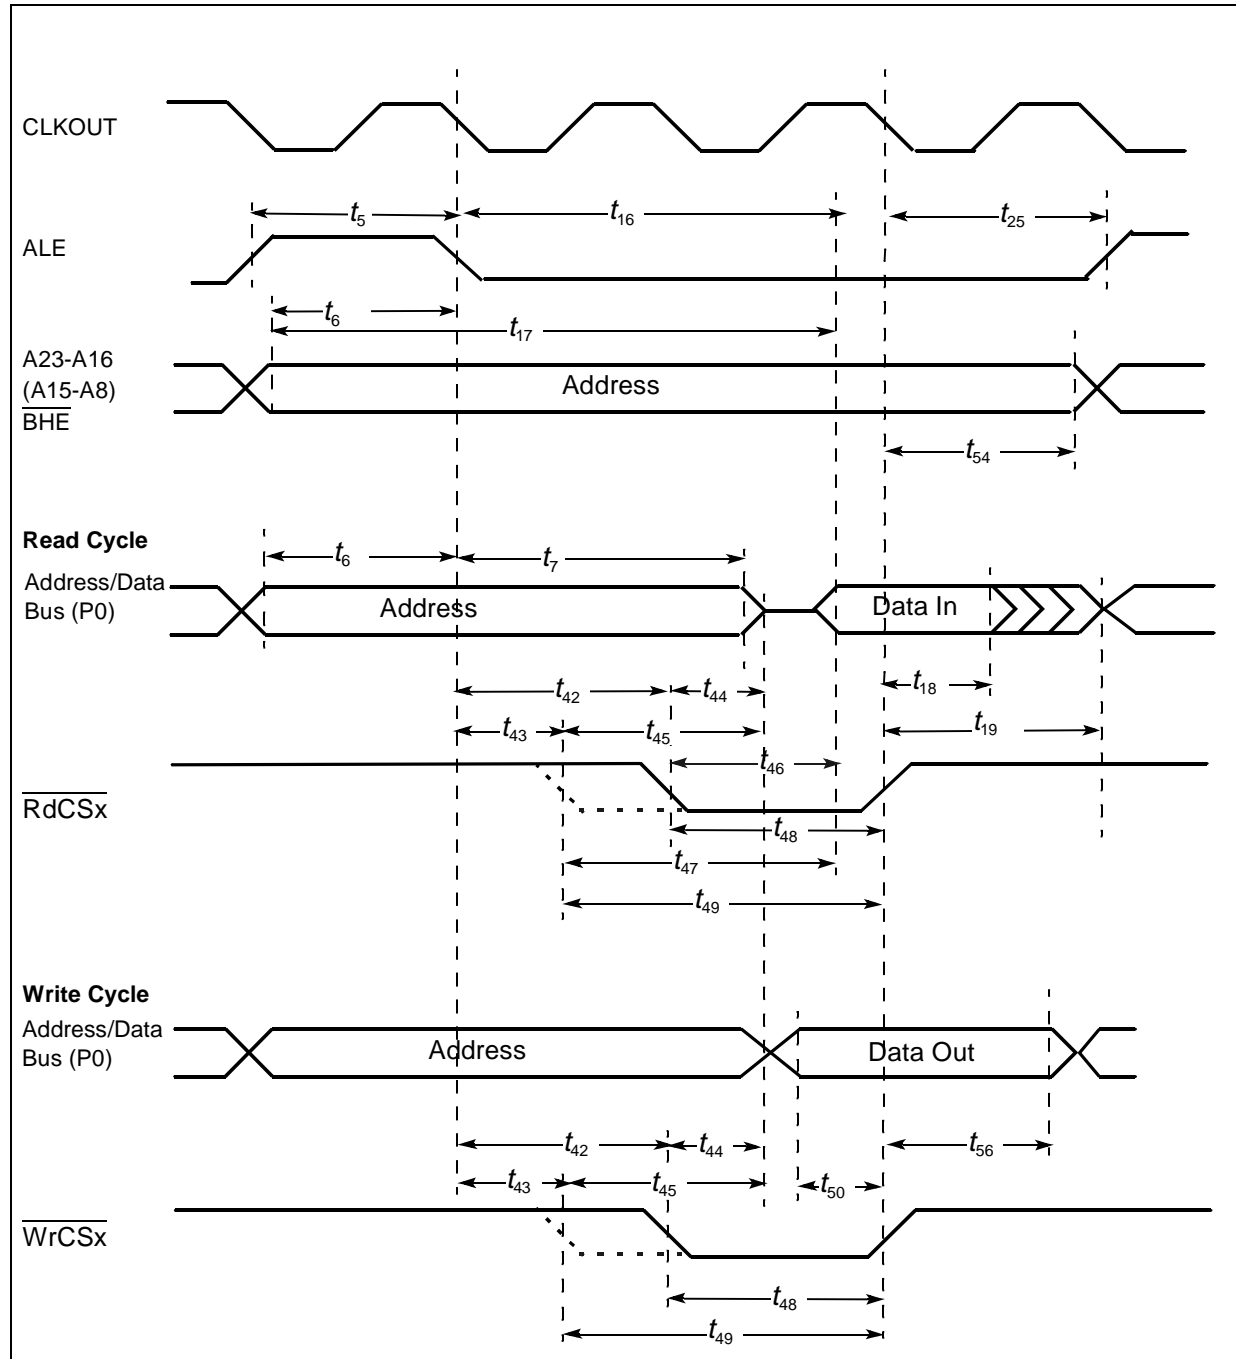 CLKOUT
t5 t16 t25
ALE
t6 t17
A23-A16
(A15-A8)
BHE
Address
t54
Read Cycle
t6 t7
Address/Data
Bus (P0)
Address Data In
t42 t44 t18
t43 t45 t19
t46
RdCSx
t48
t47
t49
Write Cycle
Address/Data
Bus (P0)
Address Data Out
t42 t44 t56
t43 t45 t50
WrCSx
t48
t49